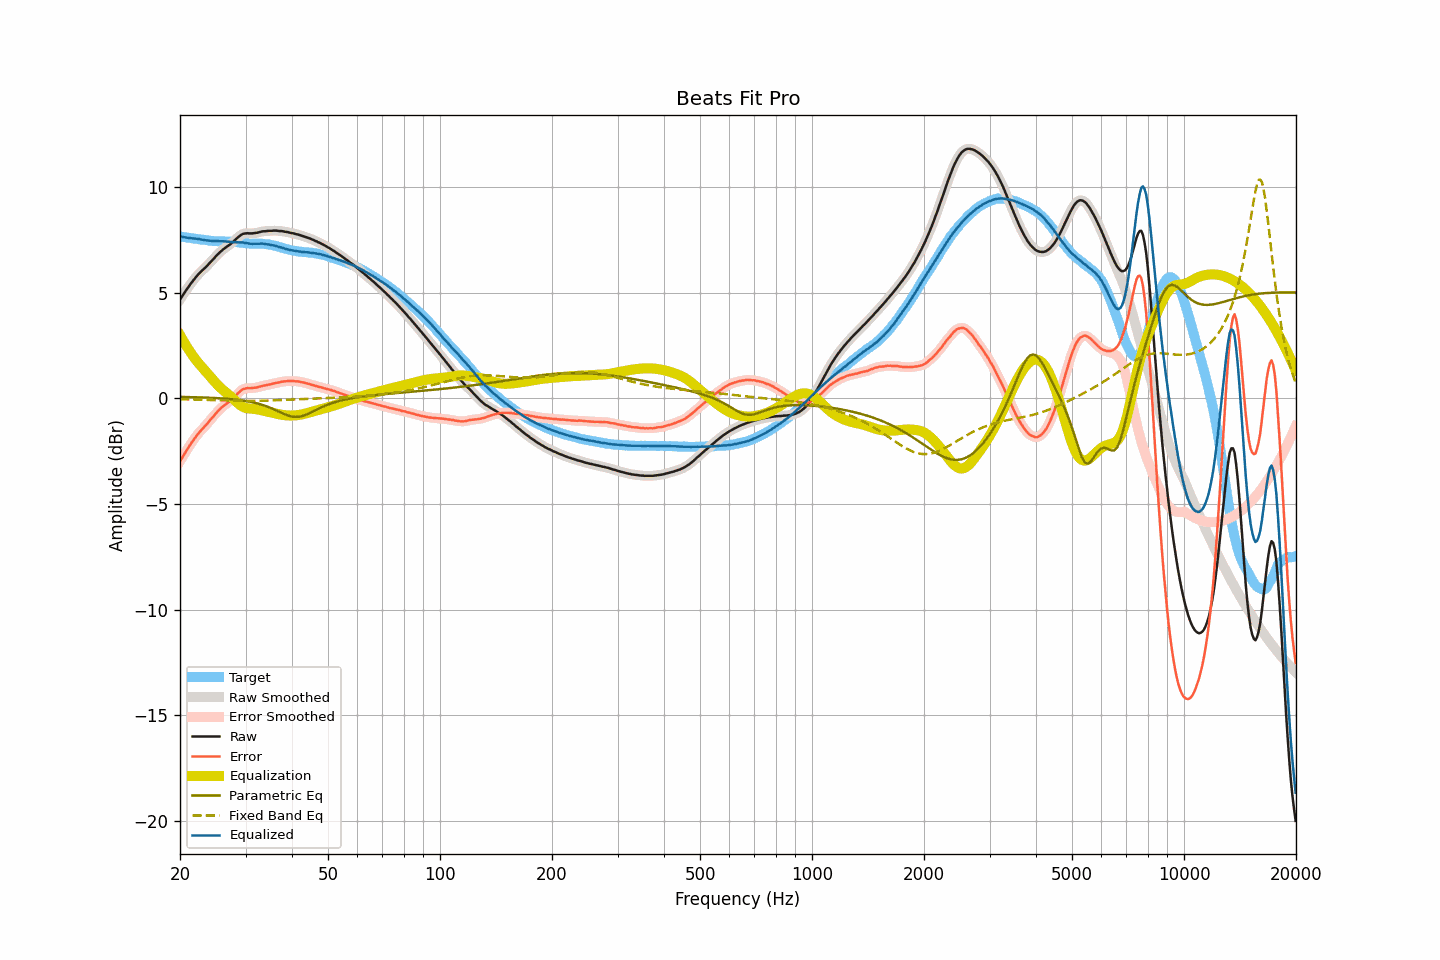 Beats Fit Pro
Amplitude (dBr)
10
5
0
−5
−10
−15
−20
Target
Raw Smoothed
Error Smoothed
Raw
Error
Equalization
Parametric Eq
Fixed Band Eq
Equalized
20 50 100 200 500 1000 2000 5000 10000 20000
Frequency (Hz)